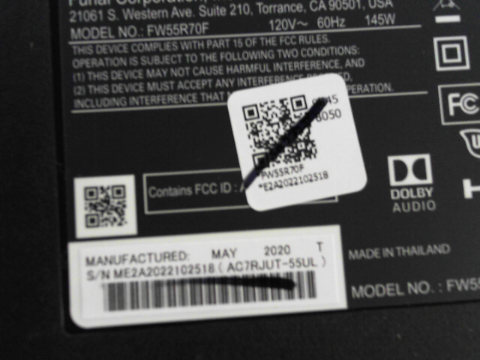 Funai Corporation,
21061 S. Western Ave. Suite 210, Torrance, CA 90501, USA
MODEL NO : FW55R70F 120V~ 60Hz 145W
THIS DEVICE COMPLIES WITH PART 15 OF THE FCC RULES.
OPERATION IS SUBJECT TO THE FOLLOWING TWO CONDITIONS:
(1) THIS DEVICE MAY NOT CAUSE HARMFUL INTERFERENCE, AND
(2) THIS DEVICE MUST ACCEPT ANY INTERFERENCE
INCLUDING INTERFERENCE THAT
FW55R70F
*E2A2022102518
Contains FCC ID :
FC
DOLBY
AUDIO
MANUFACTURED: MAY 2020 T
S/N ME2A2022102518 ( AC7RJUT-55UL )
MADE IN THAILAND
MODEL NO. : FW55